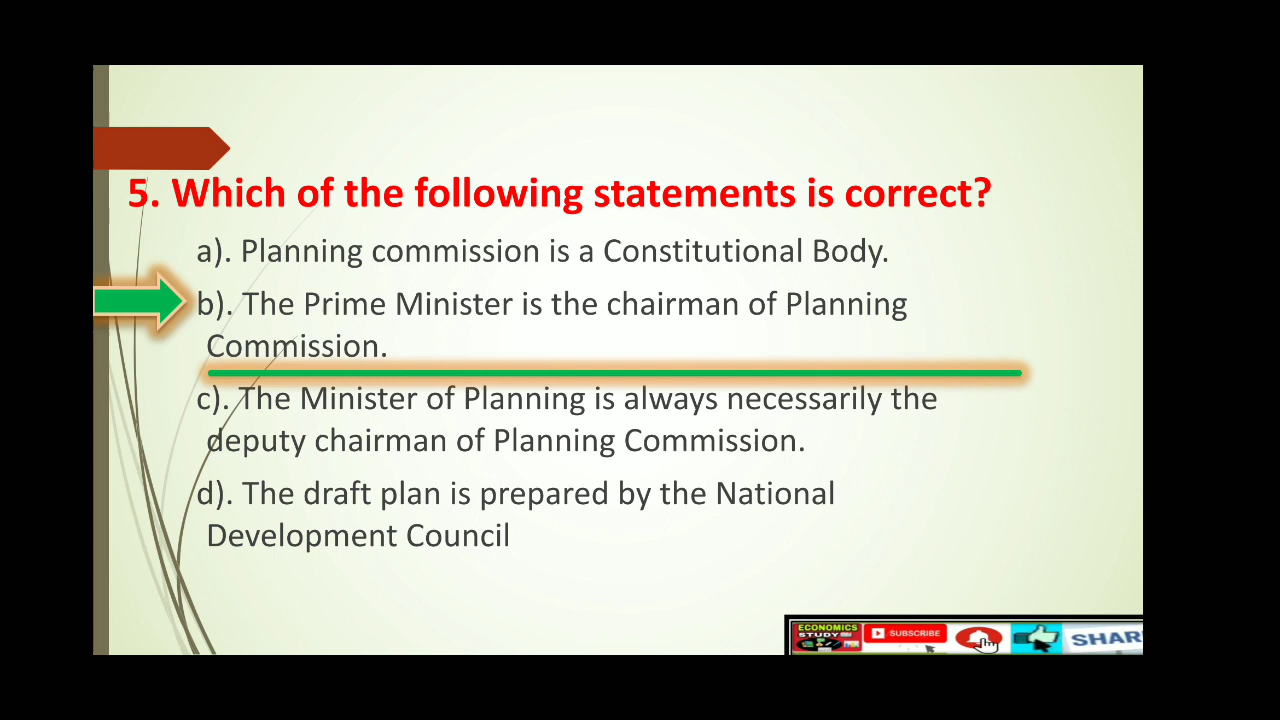 5. Which of the following statements is correct?
a). Planning commission is a Constitutional Body.
b). The Prime Minister is the chairman of Planning
Commission.
c). The Minister of Planning is always necessarily the
deputy chairman of Planning Commission.
d). The draft plan is prepared by the National
Development Council
ECONOMICS
STUDY
SUBSCRIBE
SHAR